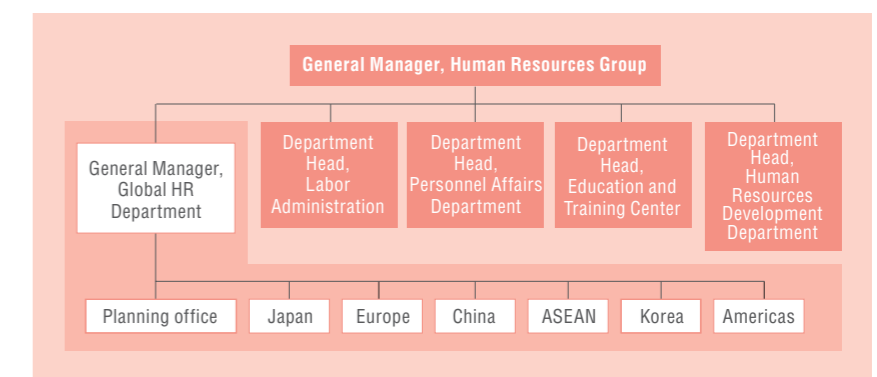 General Manager, Human Resources Group
General Manager,
Global HR
Department
Department
Head,
Labor
Administration
Department
Head,
Personnel Affairs
Department
Department
Head,
Education and
Training Center
Department
Head,
Human
Resources
Development
Department
Planning office
Japan
Europe
China
ASEAN
Korea
Americas